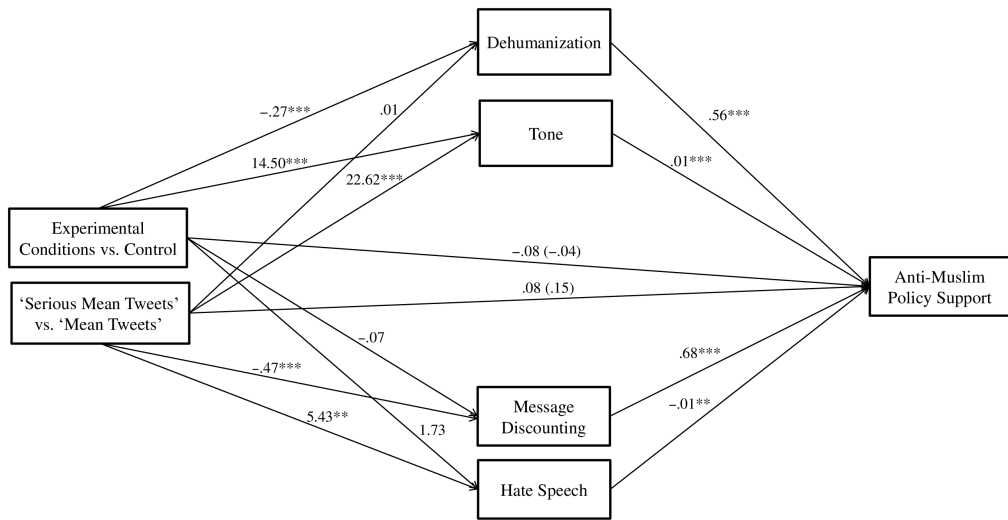 Dehumanization
−.27***
.01
.56***
Tone
14.50***
.01***
22.62***
Experimental
Conditions vs. Control
−.08 (−.04)
Anti-Muslim
Policy Support
.08 (.15)
‘Serious Mean Tweets’
vs. ‘Mean Tweets’
−.07
.68***
−.47***
Message
Discounting
−.01**
5.43**
1.73
Hate Speech